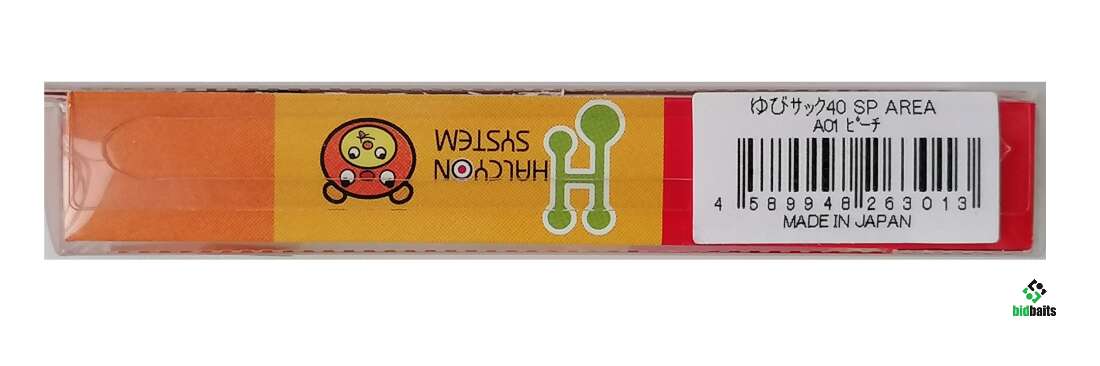 HALCYON
SYSTEM
ゆびサック40 SP AREA
A01 ﾋﾟｰﾁ
4 589948 263013
MADE IN JAPAN
bidbaits